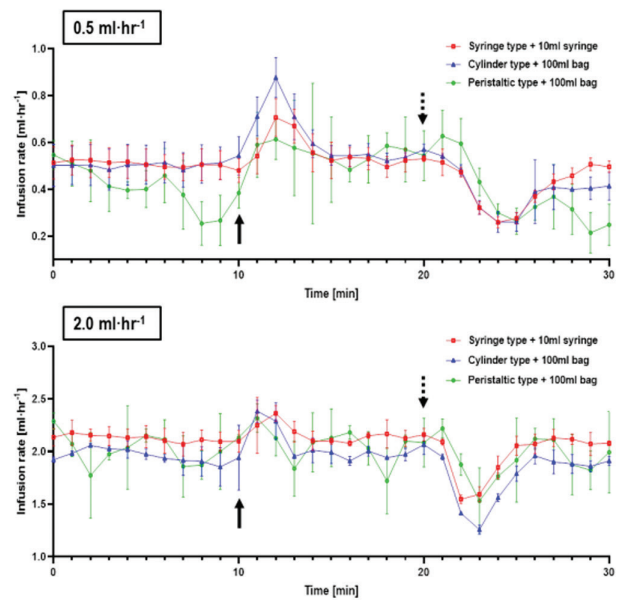 0.5 ml·hr-1
Syringe type + 10ml syringe
Cylinder type + 100ml bag
Peristaltic type + 100ml bag
Infusion rate [ml·hr-1]
1.0
0.8
0.6
0.4
0.2
0 10 20 30
Time [min]
2.0 ml·hr-1
Syringe type + 10ml syringe
Cylinder type + 100ml bag
Peristaltic type + 100ml bag
Infusion rate [ml·hr-1]
3.0
2.5
2.0
1.5
1.0
0 10 20 30
Time [min]